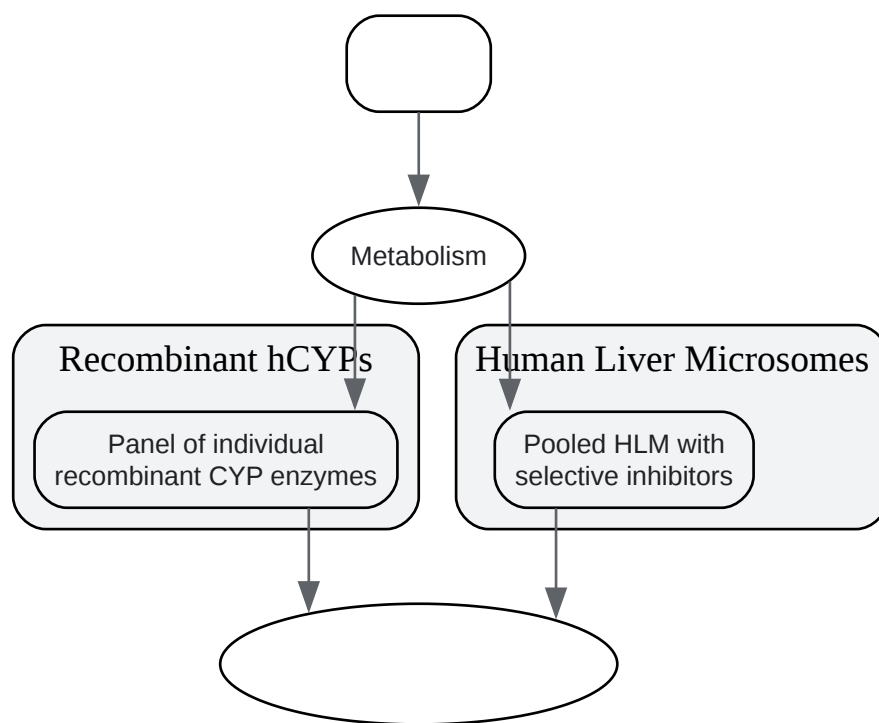 Metabolism
Recombinant hCYPs
Human Liver Microsomes
Panel of individual
recombinant CYP enzymes
Pooled HLM with
selective inhibitors